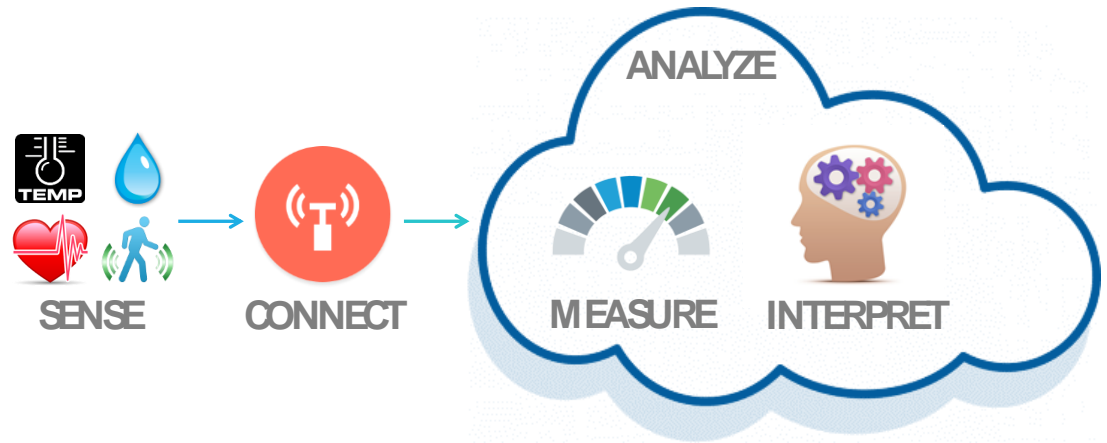 ANALYZE
TEMP
SENSE
CONNECT
MEASURE
INTERPRET